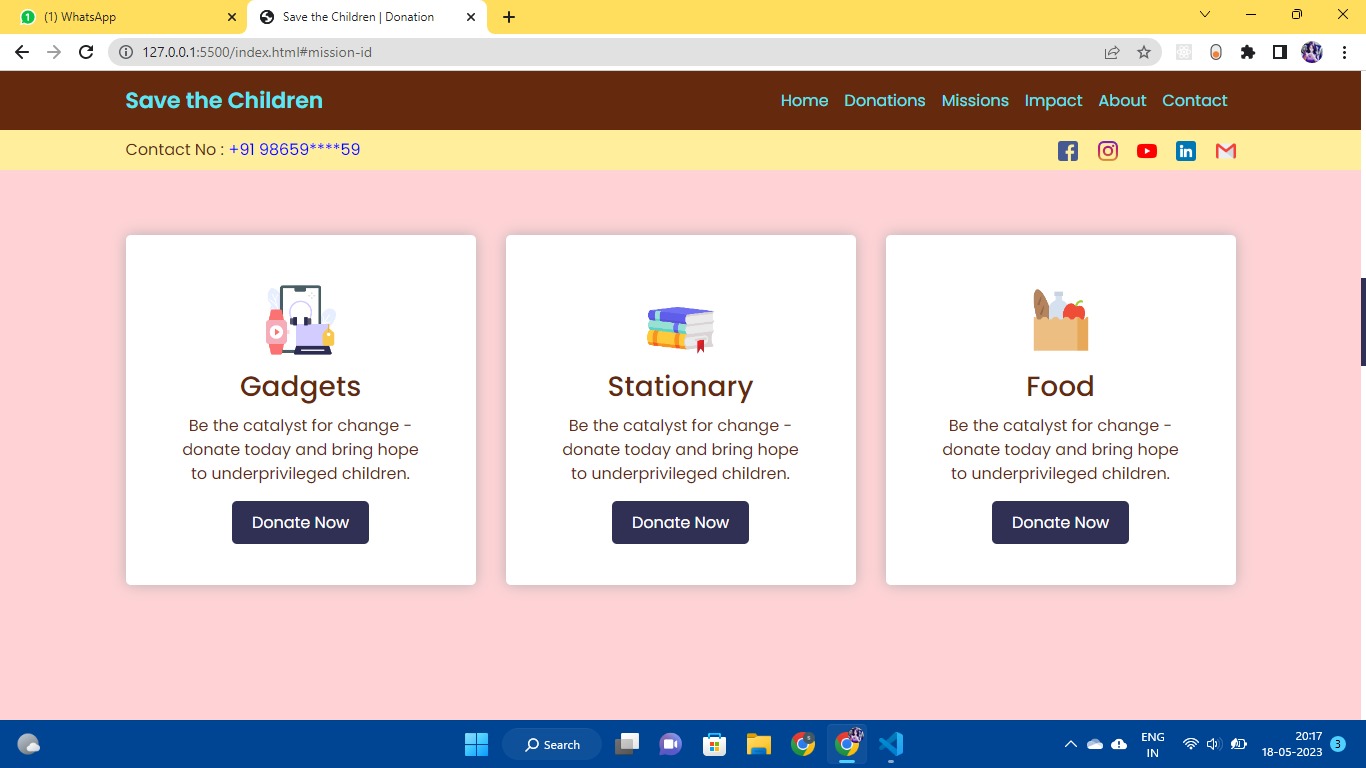 (1) WhatsApp
Save the Children | Donation
127.0.0.1:5500/index.html#mission-id
Save the Children
Home Donations Missions Impact About Contact
Contact No : +91 98659****59
Gadgets
Be the catalyst for change -
donate today and bring hope
to underprivileged children.
Donate Now
Stationary
Be the catalyst for change -
donate today and bring hope
to underprivileged children.
Donate Now
Food
Be the catalyst for change -
donate today and bring hope
to underprivileged children.
Donate Now
Search
ENG
IN
20:17
18-05-2023
3